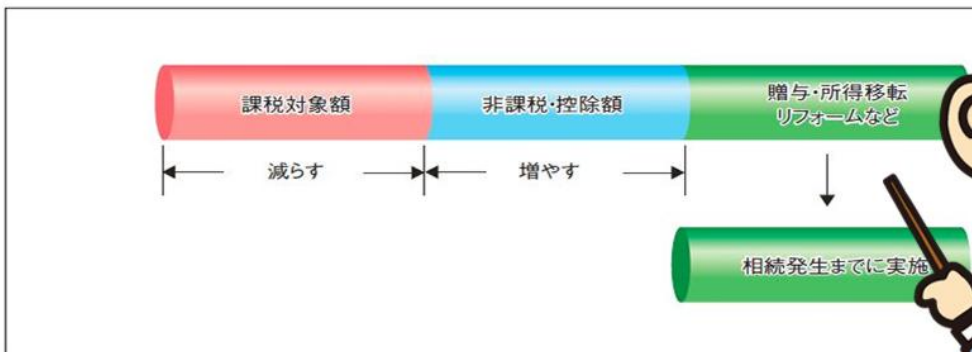 課税対象額
非課税・控除額
贈与・所得移転
リフォームなど
減らす
増やす
相続発生までに実施